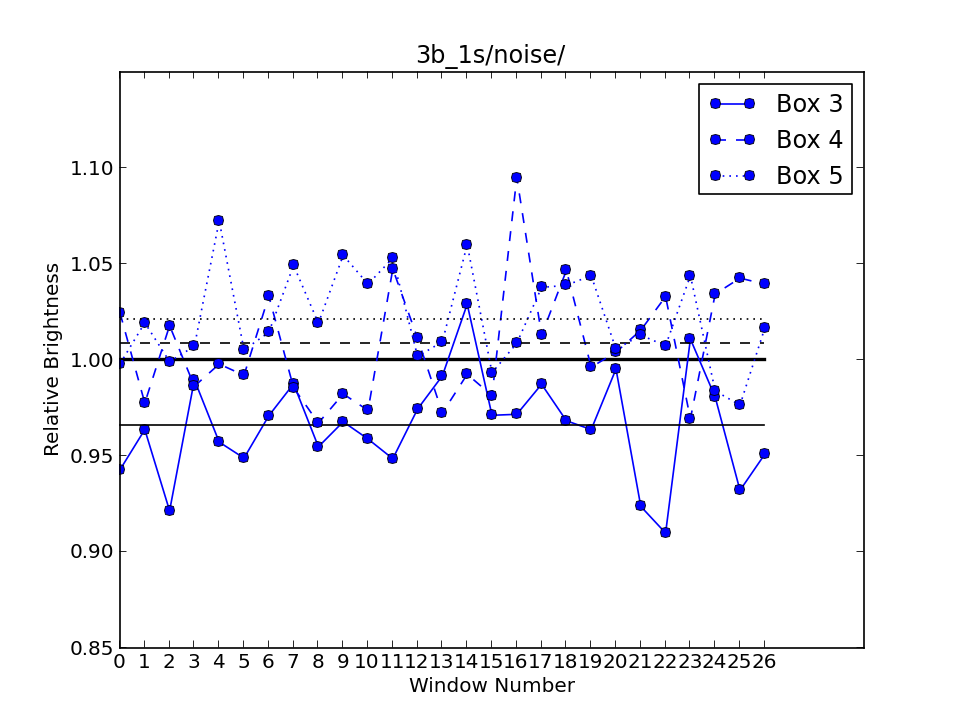 3b_1s/noise/
Box 3
Box 4
Box 5
1.10
1.05
1.00
0.95
0.90
0.85
Relative Brightness
0 1 2 3 4 5 6 7 8 9 10 11 12 13 14 15 16 17 18 19 20 21 22 23 24 25 26
Window Number